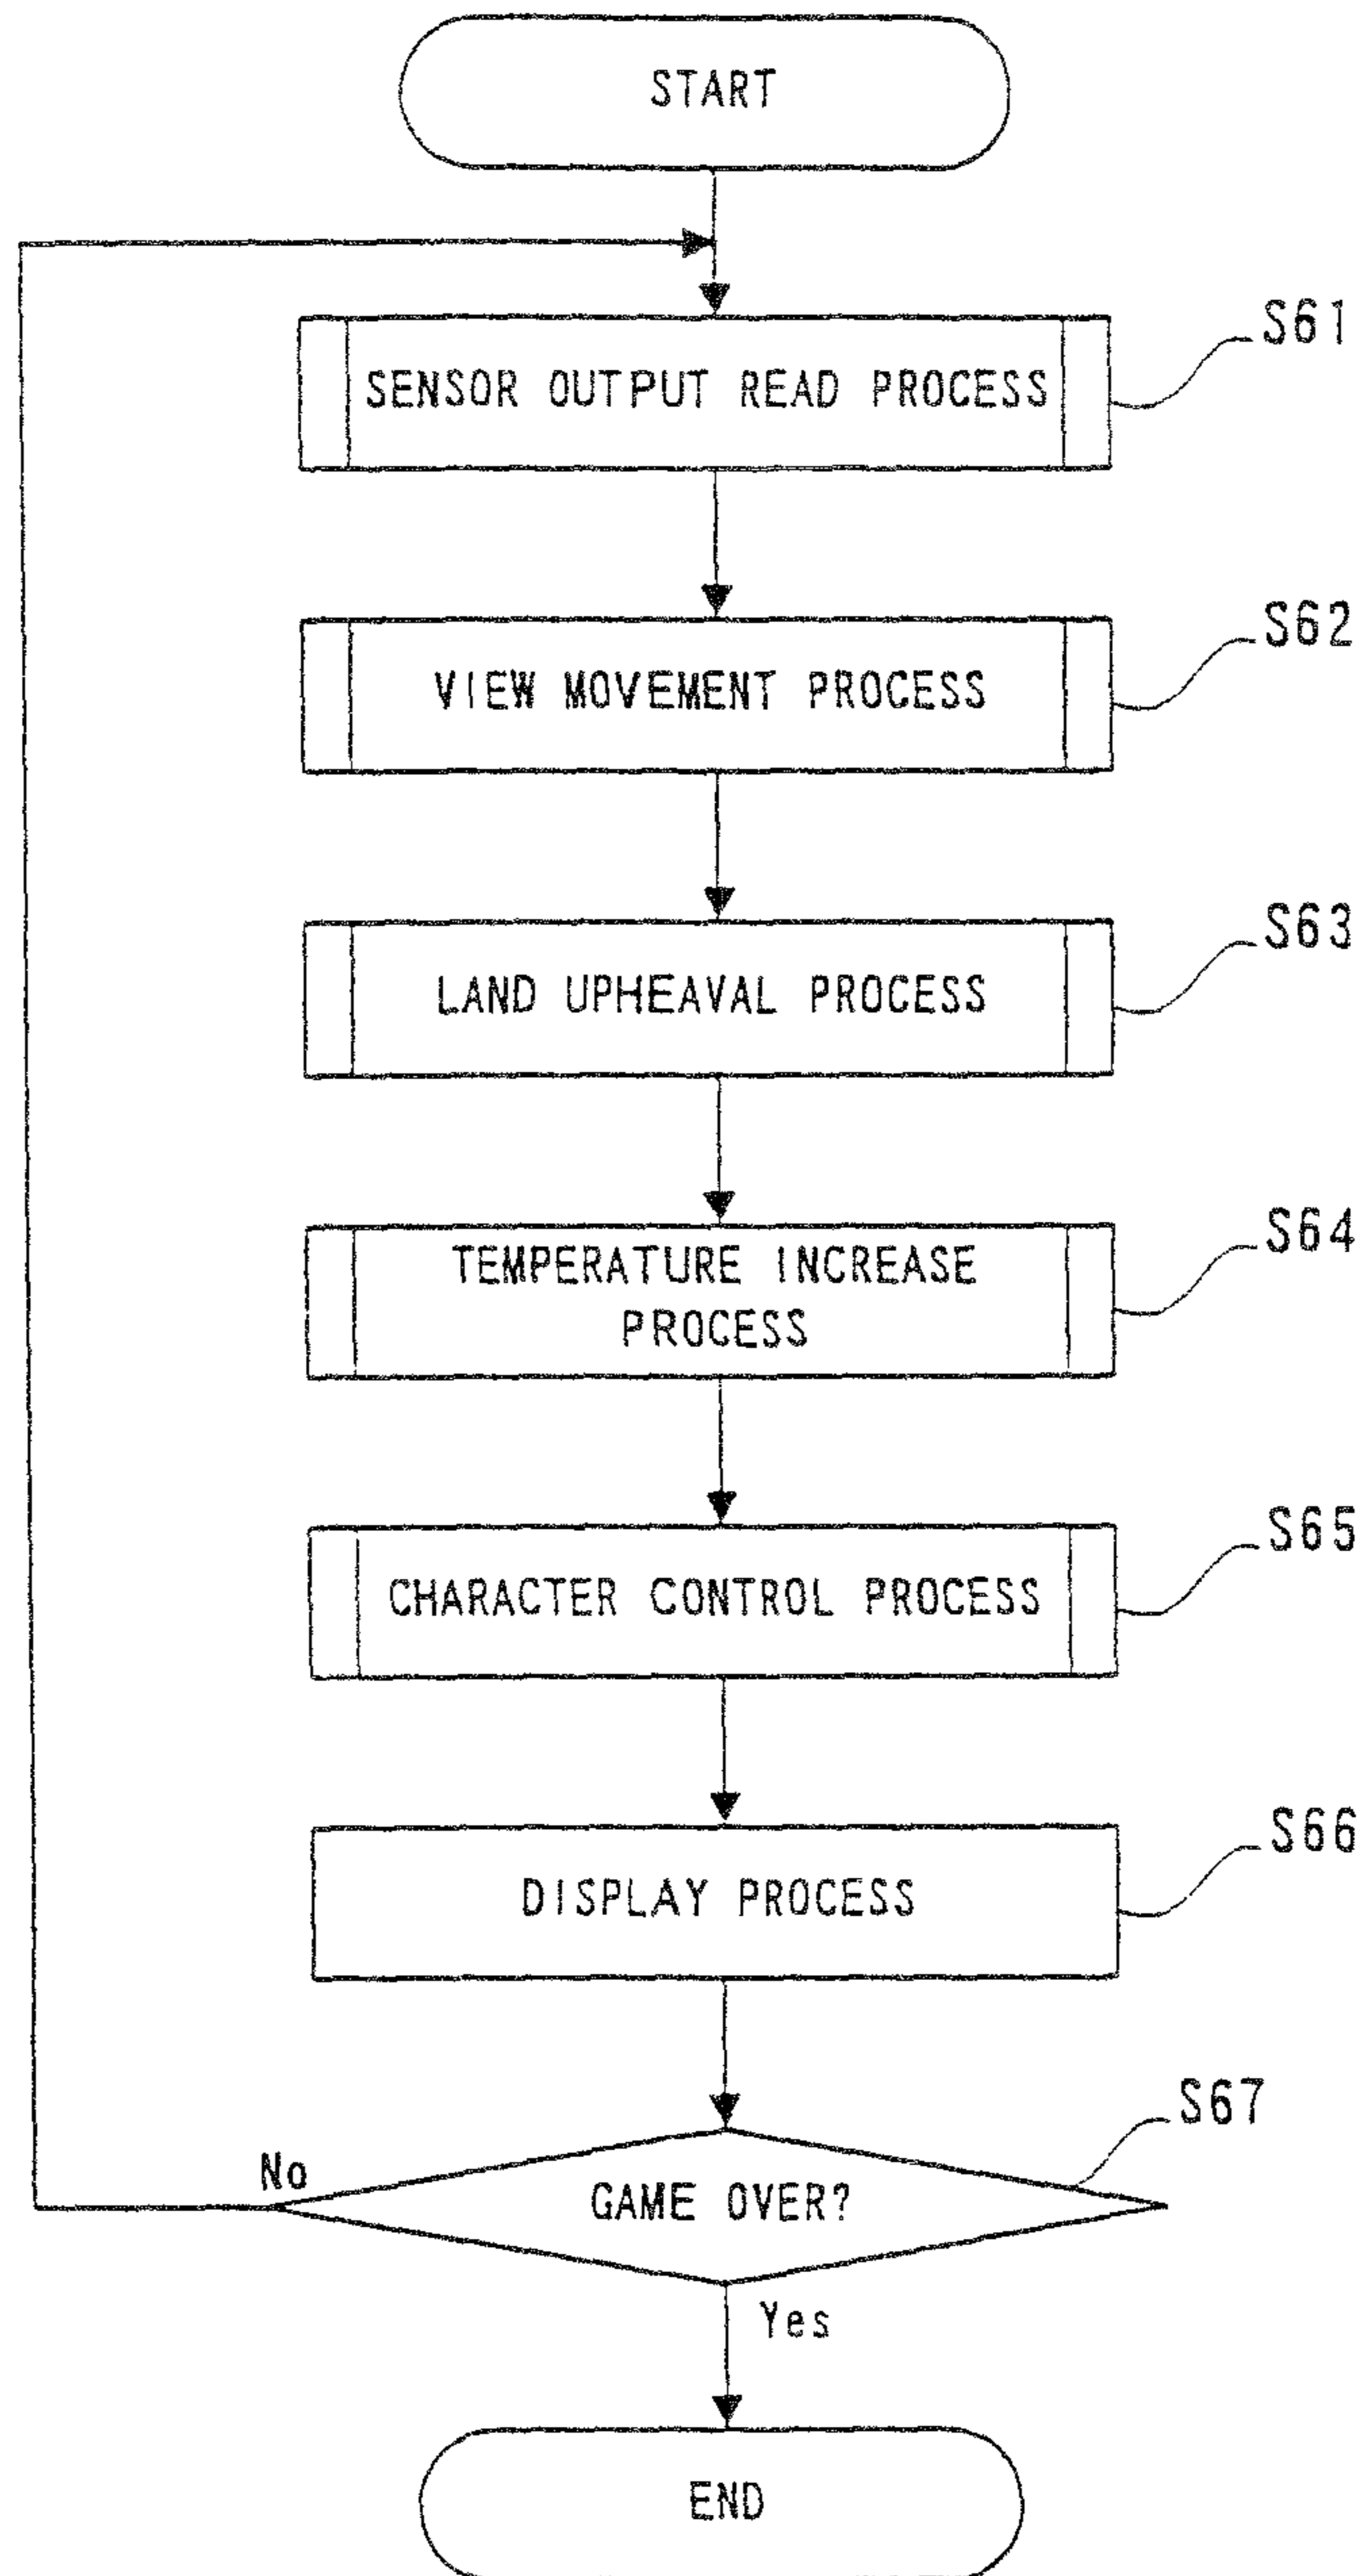 START
SENSOR OUTPUT READ PROCESS
S61
VIEW MOVEMENT PROCESS
S62
LAND UPHEAVAL PROCESS
S63
TEMPERATURE INCREASE
PROCESS
S64
CHARACTER CONTROL PROCESS
S65
DISPLAY PROCESS
S66
GAME OVER?
S67
No
Yes
END